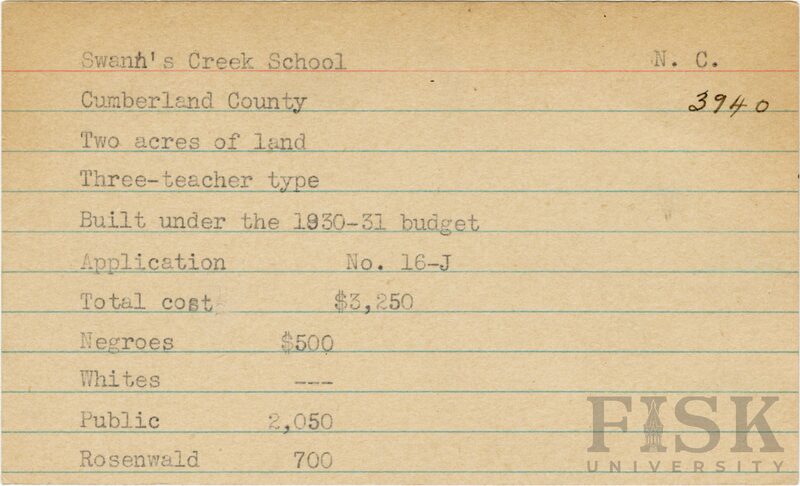 Swann's Creek School N. C.
Cumberland County 3940
Two acres of land
Three-teacher type
Built under the 1930-31 budget
Application No. 16-J
Total cost $3,250
Negroes $500
Whites ---
Public 2,050
Rosenwald 700
FISK
UNIVERSITY